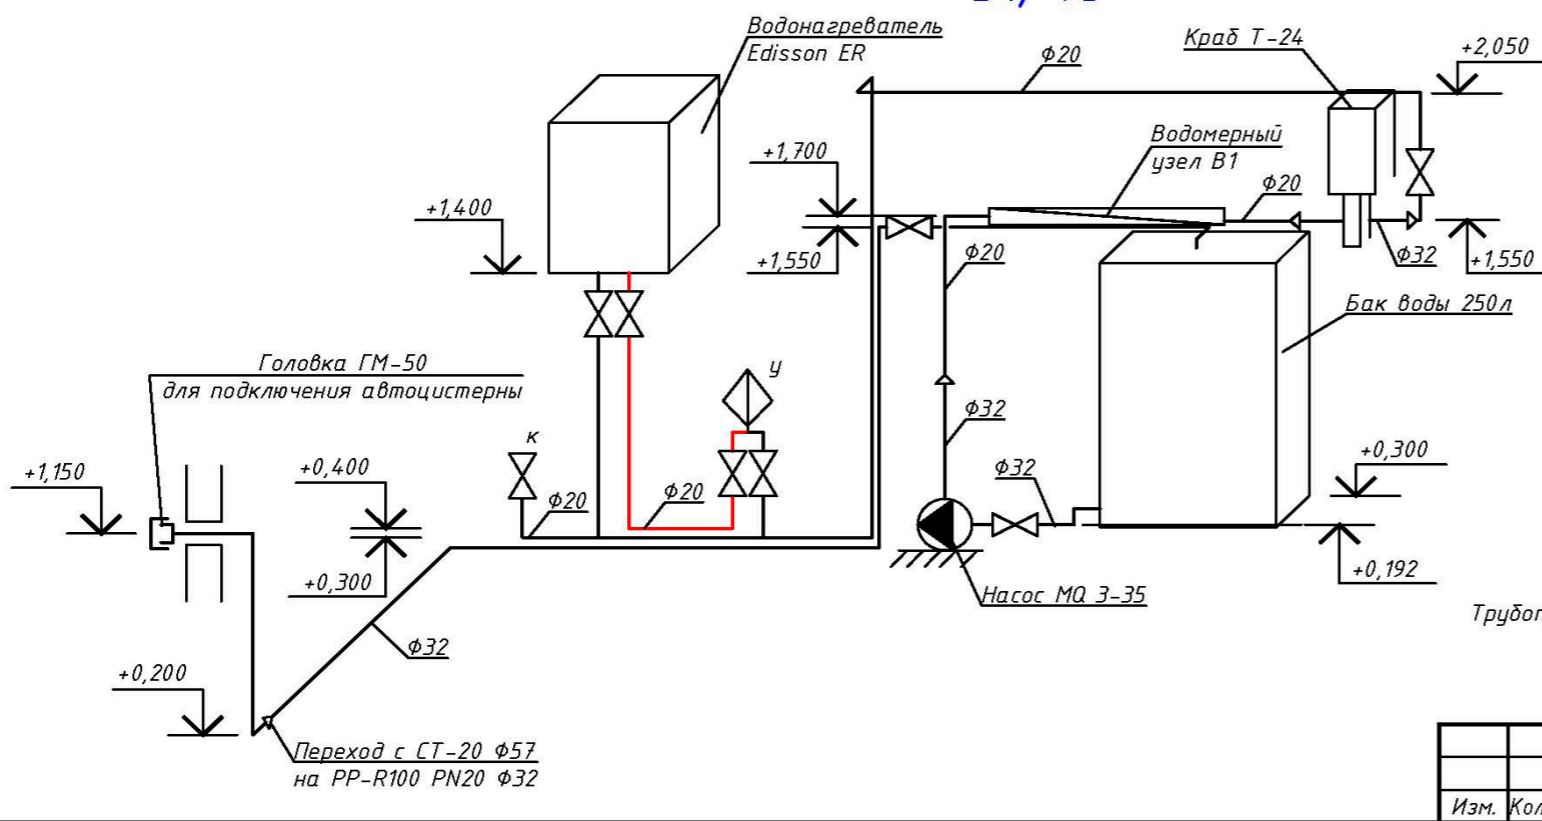 Водонагреватель
Edisson ER
Краб Т-24
+2,050
Ф20
+1,700
Водомерный
узел В1
Ф20
+1,400
+1,550
Ф20
Ф32
+1,550
Бак воды 250л
Головка ГМ-50
для подключения автоцистерны
у
Ф32
к
+1,150
+0,400
Ф20
Ф20
Ф32
+0,300
+0,300
+0,192
Насос MQ 3-35
Трубоп
Ф32
+0,200
Переход с СТ-20 Ф57
на PP-R100 PN20 Ф32
Изм.
Кол